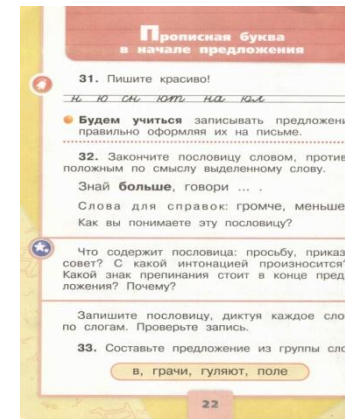 Прописная буква
в начале предложения
31. Пишите красиво!
н ю сн ют на юл
Будем учиться записывать предложени
правильно оформляя их на письме.
32. Закончите пословицу словом, против
положным по смыслу выделенному слову.
Знай больше, говори ... .
Слова для справок: громче, меньше
Как вы понимаете эту пословицу?
Что содержит пословица: просьбу, приказ
совет? С какой интонацией произносится?
Какой знак препинания стоит в конце пред
ложения? Почему?
Запишите пословицу, диктуя каждое сло
по слогам. Проверьте запись.
33. Составьте предложение из группы сло
в, грачи, гуляют, поле
22